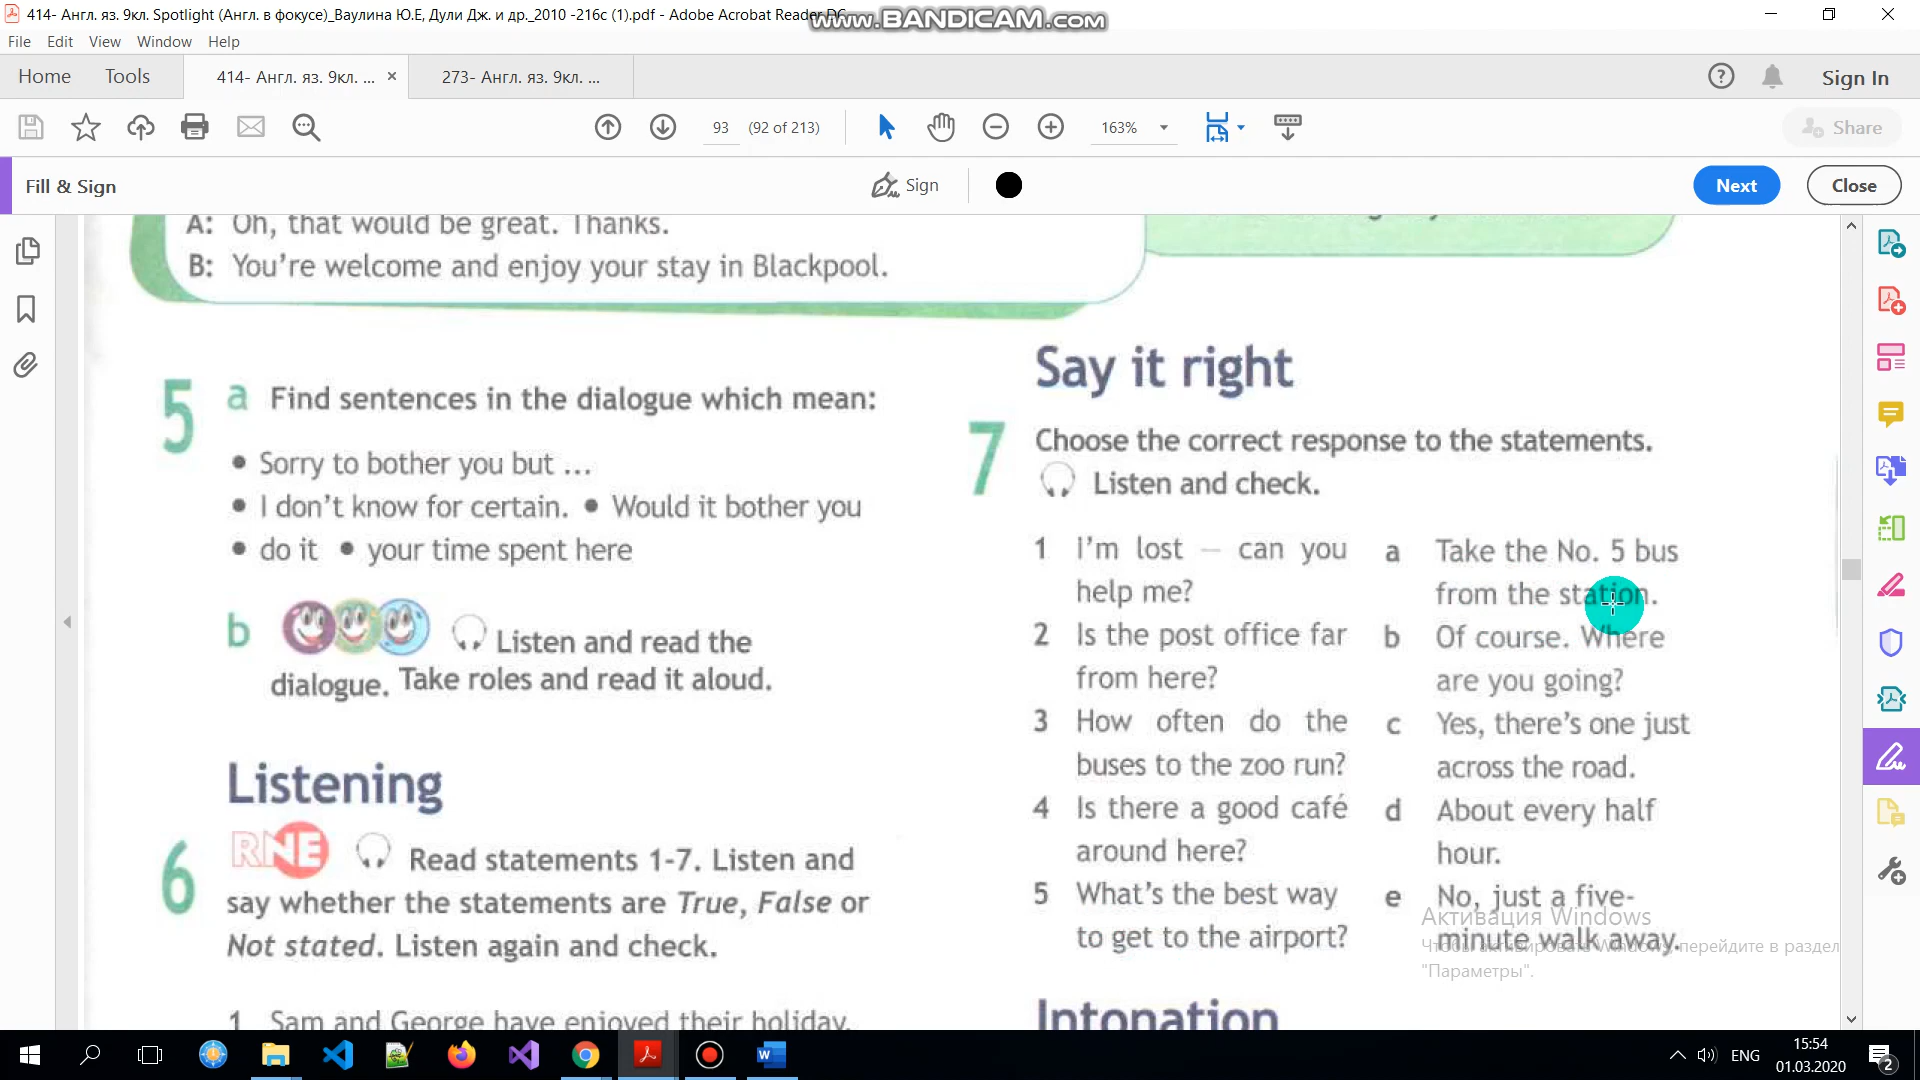 414- Англ. яз. 9кл. Spotlight (Англ. в фокусе)_Ваулина Ю.Е, Дули Дж. и др._2010 -216с (1).pdf - Adobe Acrobat Reader DC
www.BANDICAM.com
File Edit View Window Help
Home Tools 414- Англ. яз. 9кл. ... × 273- Англ. яз. 9кл. ... Sign In
93 (92 of 213) 163% Share
Fill & Sign Sign Next Close
A: Oh, that would be great. Thanks.
B: You're welcome and enjoy your stay in Blackpool.
5 a Find sentences in the dialogue which mean:
• Sorry to bother you but ...
• I don't know for certain. • Would it bother you
• do it • your time spent here
b Listen and read the
dialogue. Take roles and read it aloud.
Listening
6 RNE Read statements 1-7. Listen and
say whether the statements are True, False or
Not stated. Listen again and check.
1 Sam and George have enjoyed their holiday.
Say it right
7 Choose the correct response to the statements.
Listen and check.
1 I'm lost – can you
help me?
2 Is the post office far
from here?
3 How often do the
buses to the zoo run?
4 Is there a good café
around here?
5 What's the best way
to get to the airport?
a Take the No. 5 bus
from the station.
b Of course. Where
are you going?
c Yes, there's one just
across the road.
d About every half
hour.
e No, just a five-
minute walk away.
Intonation
Активация Windows
Чтобы активировать Windows, перейдите в раздел
"Параметры".
ENG
15:54
01.03.2020
2